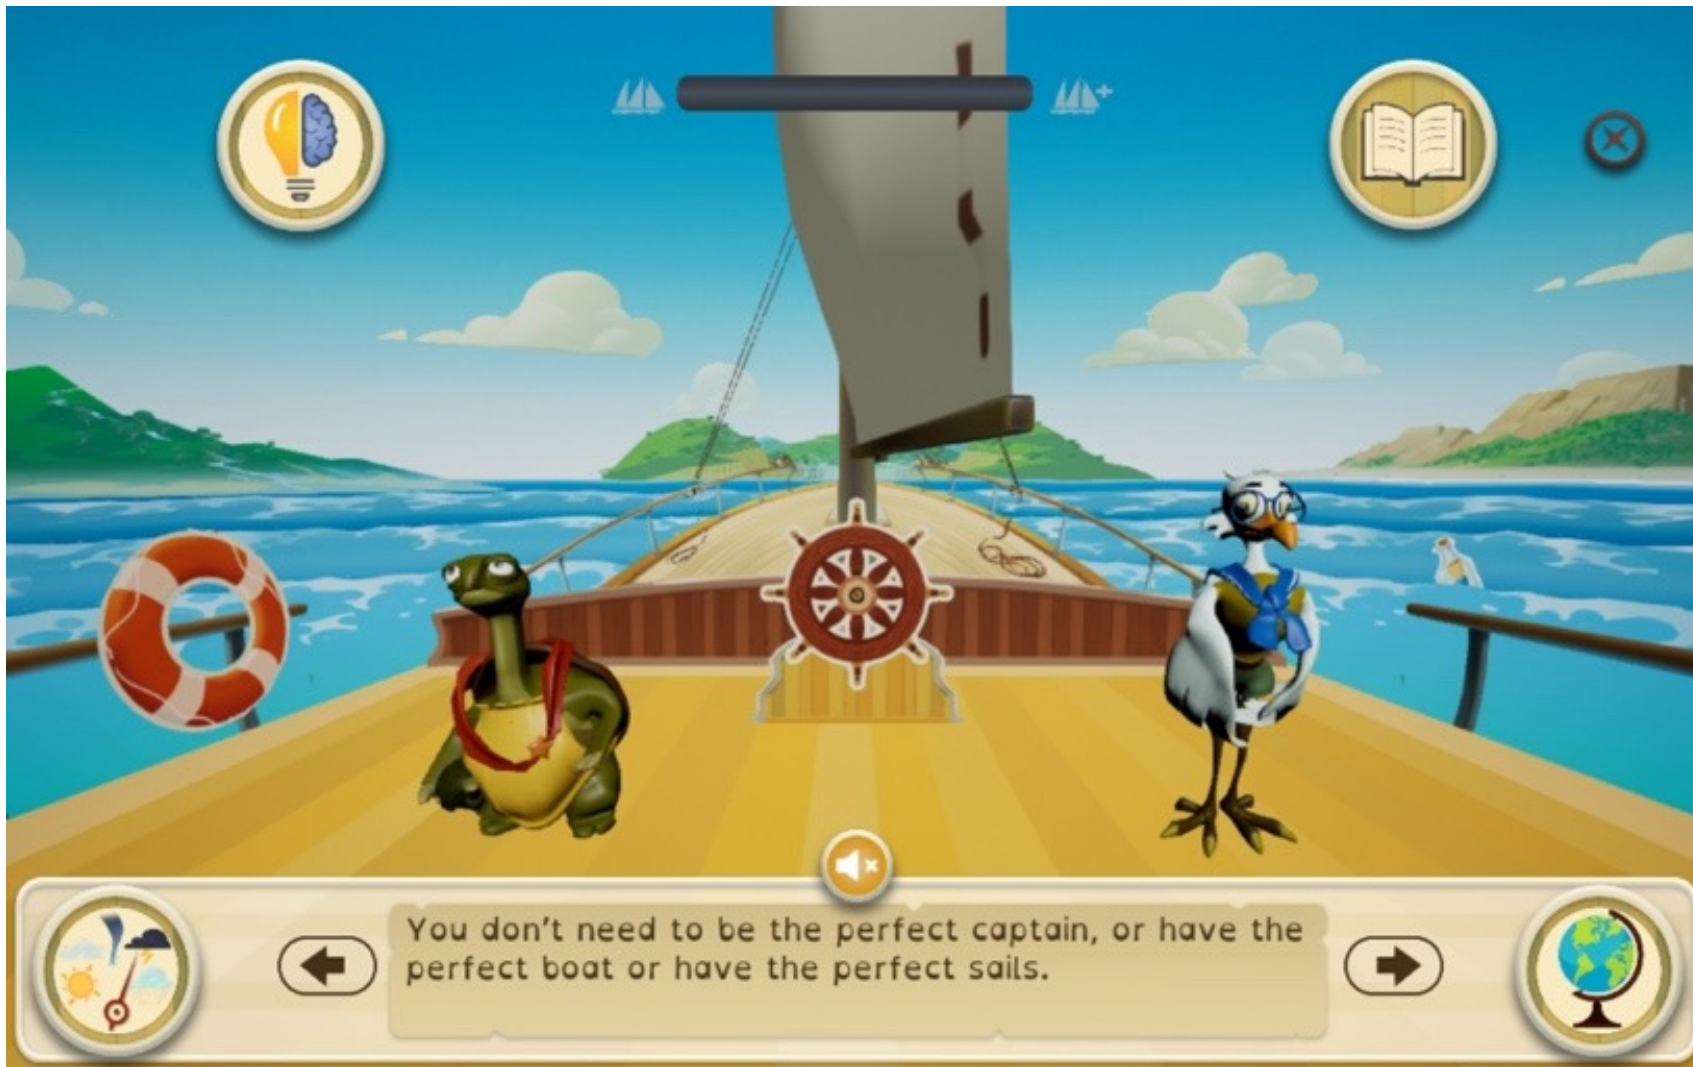 You don't need to be the perfect captain, or have the
perfect boat or have the perfect sails.